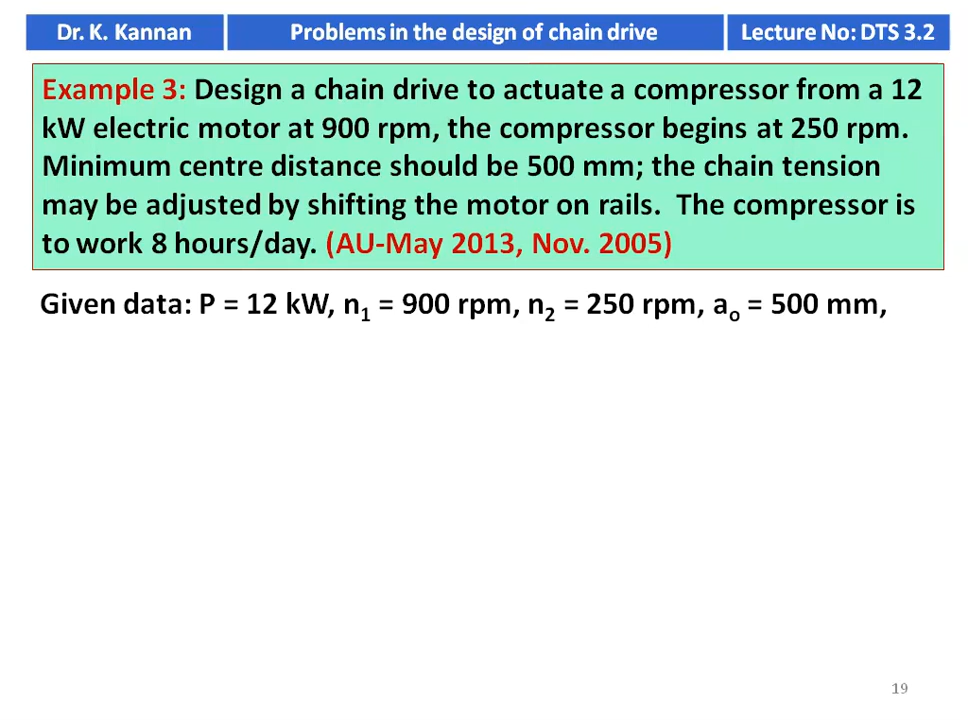 Dr. K. Kannan
Problems in the design of chain drive
Lecture No: DTS 3.2
Example 3: Design a chain drive to actuate a compressor from a 12
kW electric motor at 900 rpm, the compressor begins at 250 rpm.
Minimum centre distance should be 500 mm; the chain tension
may be adjusted by shifting the motor on rails. The compressor is
to work 8 hours/day. (AU-May 2013, Nov. 2005)
Given data: P = 12 kW, n₁ = 900 rpm, n₂ = 250 rpm, aₒ = 500 mm,
19